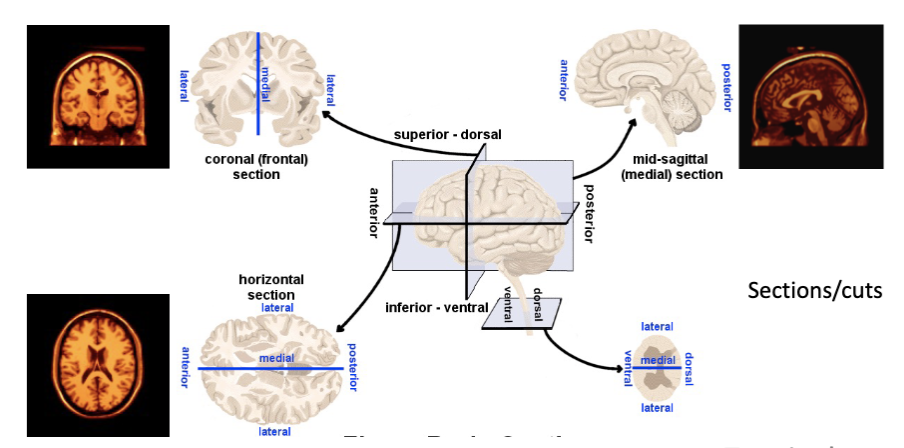 lateral
medial
lateral
coronal (frontal)
section
superior - dorsal
anterior
posterior
mid-sagittal
(medial) section
anterior
posterior
inferior - ventral
ventral
dorsal
Sections/cuts
horizontal
section
lateral
anterior
medial
posterior
lateral
lateral
ventral
medial
dorsal
lateral